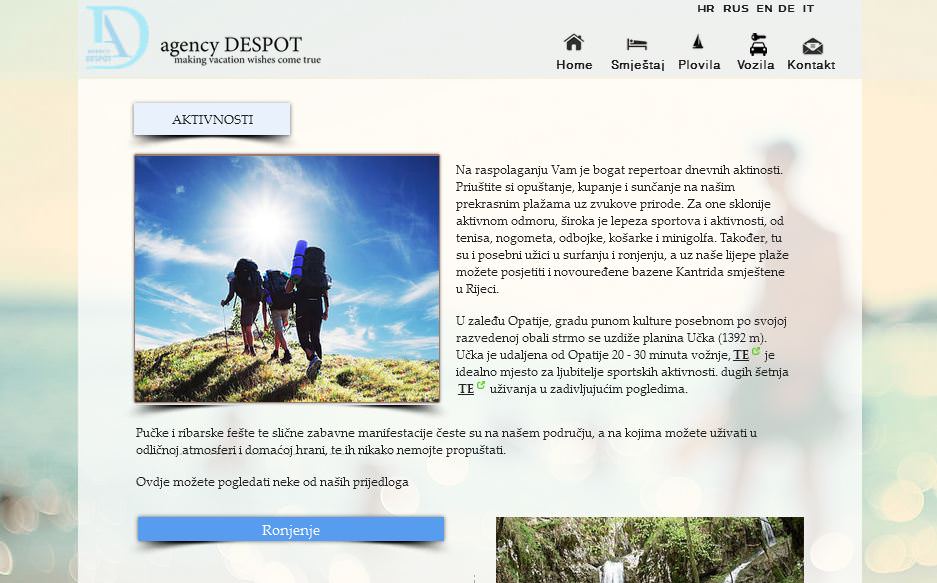 HR RUS EN DE IT
AGENCY
DESPOT
agency DESPOT
making vacation wishes come true
Home Smještaj Plovila Vozila Kontakt
AKTIVNOSTI
Na raspolaganju Vam je bogat repertoar dnevnih aktinosti.
Priuštite si opuštanje, kupanje i sunčanje na našim
prekrasnim plažama uz zvukove prirode. Za one sklonije
aktivnom odmoru, široka je lepeza sportova i aktivnosti, od
tenisa, nogometa, odbojke, košarke i minigolfa. Također, tu
su i posebni užici u surfanju i ronjenju, a uz naše lijepe plaže
možete posjetiti i novouređene bazene Kantrida smještene
u Rijeci.
U zaleđu Opatije, gradu punom kulture posebnom po svojoj
razvedenoj obali strmo se uzdiže planina Učka (1392 m).
Učka je udaljena od Opatije 20 - 30 minuta vožnje, TE je
idealno mjesto za ljubitelje sportskih aktivnosti. dugih šetnja
TE uživanja u zadivljujućim pogledima.
Pučke i ribarske fešte te slične zabavne manifestacije česte su na našem području, a na kojima možete uživati u
odličnoj atmosferi i domaćoj hrani, te ih nikako nemojte propuštati.
Ovdje možete pogledati neke od naših prijedloga
Ronjenje